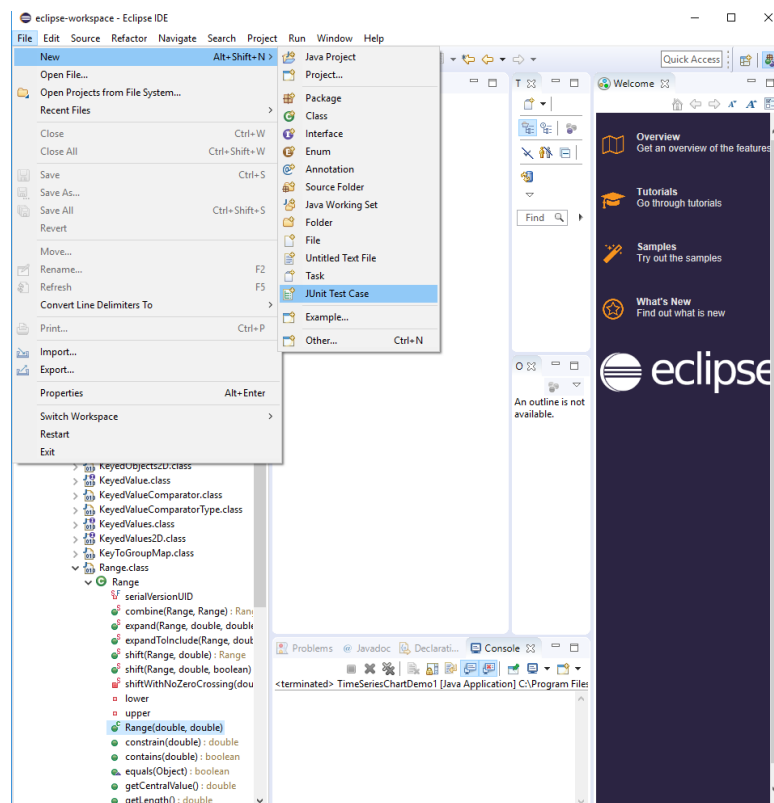 eclipse-workspace - Eclipse IDE
File Edit Source Refactor Navigate Search Project Run Window Help
New Alt+Shift+N >
Open File...
Open Projects from File System...
Recent Files >
Close Ctrl+W
Close All Ctrl+Shift+W
Save Ctrl+S
Save As...
Save All Ctrl+Shift+S
Revert
Move...
Rename... F2
Refresh F5
Convert Line Delimiters To >
Print... Ctrl+P
Import...
Export...
Properties Alt+Enter
Switch Workspace >
Restart
Exit
Java Project
Project...
Package
Class
Interface
Enum
Annotation
Source Folder
Java Working Set
Folder
File
Untitled Text File
Task
JUnit Test Case
Example...
Other... Ctrl+N
Quick Access
T
Find
O
An outline is not
available.
Welcome
Overview
Get an overview of the features
Tutorials
Go through tutorials
Samples
Try out the samples
What's New
Find out what is new
eclipse
KeyedObjects2D.class
KeyedValue.class
KeyedValueComparator.class
KeyedValueComparatorType.class
KeyedValues.class
KeyedValues2D.class
KeyToGroupMap.class
Range.class
Range
serialVersionUID
combine(Range, Range) : Ran
expand(Range, double, double
expandToInclude(Range, doub
shift(Range, double) : Range
shift(Range, double, boolean)
shiftWithNoZeroCrossing(dou
lower
upper
Range(double, double)
constrain(double) : double
contains(double) : boolean
equals(Object) : boolean
getCentralValue() : double
getLength() : double
Problems @ Javadoc Declarati... Console
<terminated> TimeSeriesChartDemo1 [Java Application] C:\Program Files